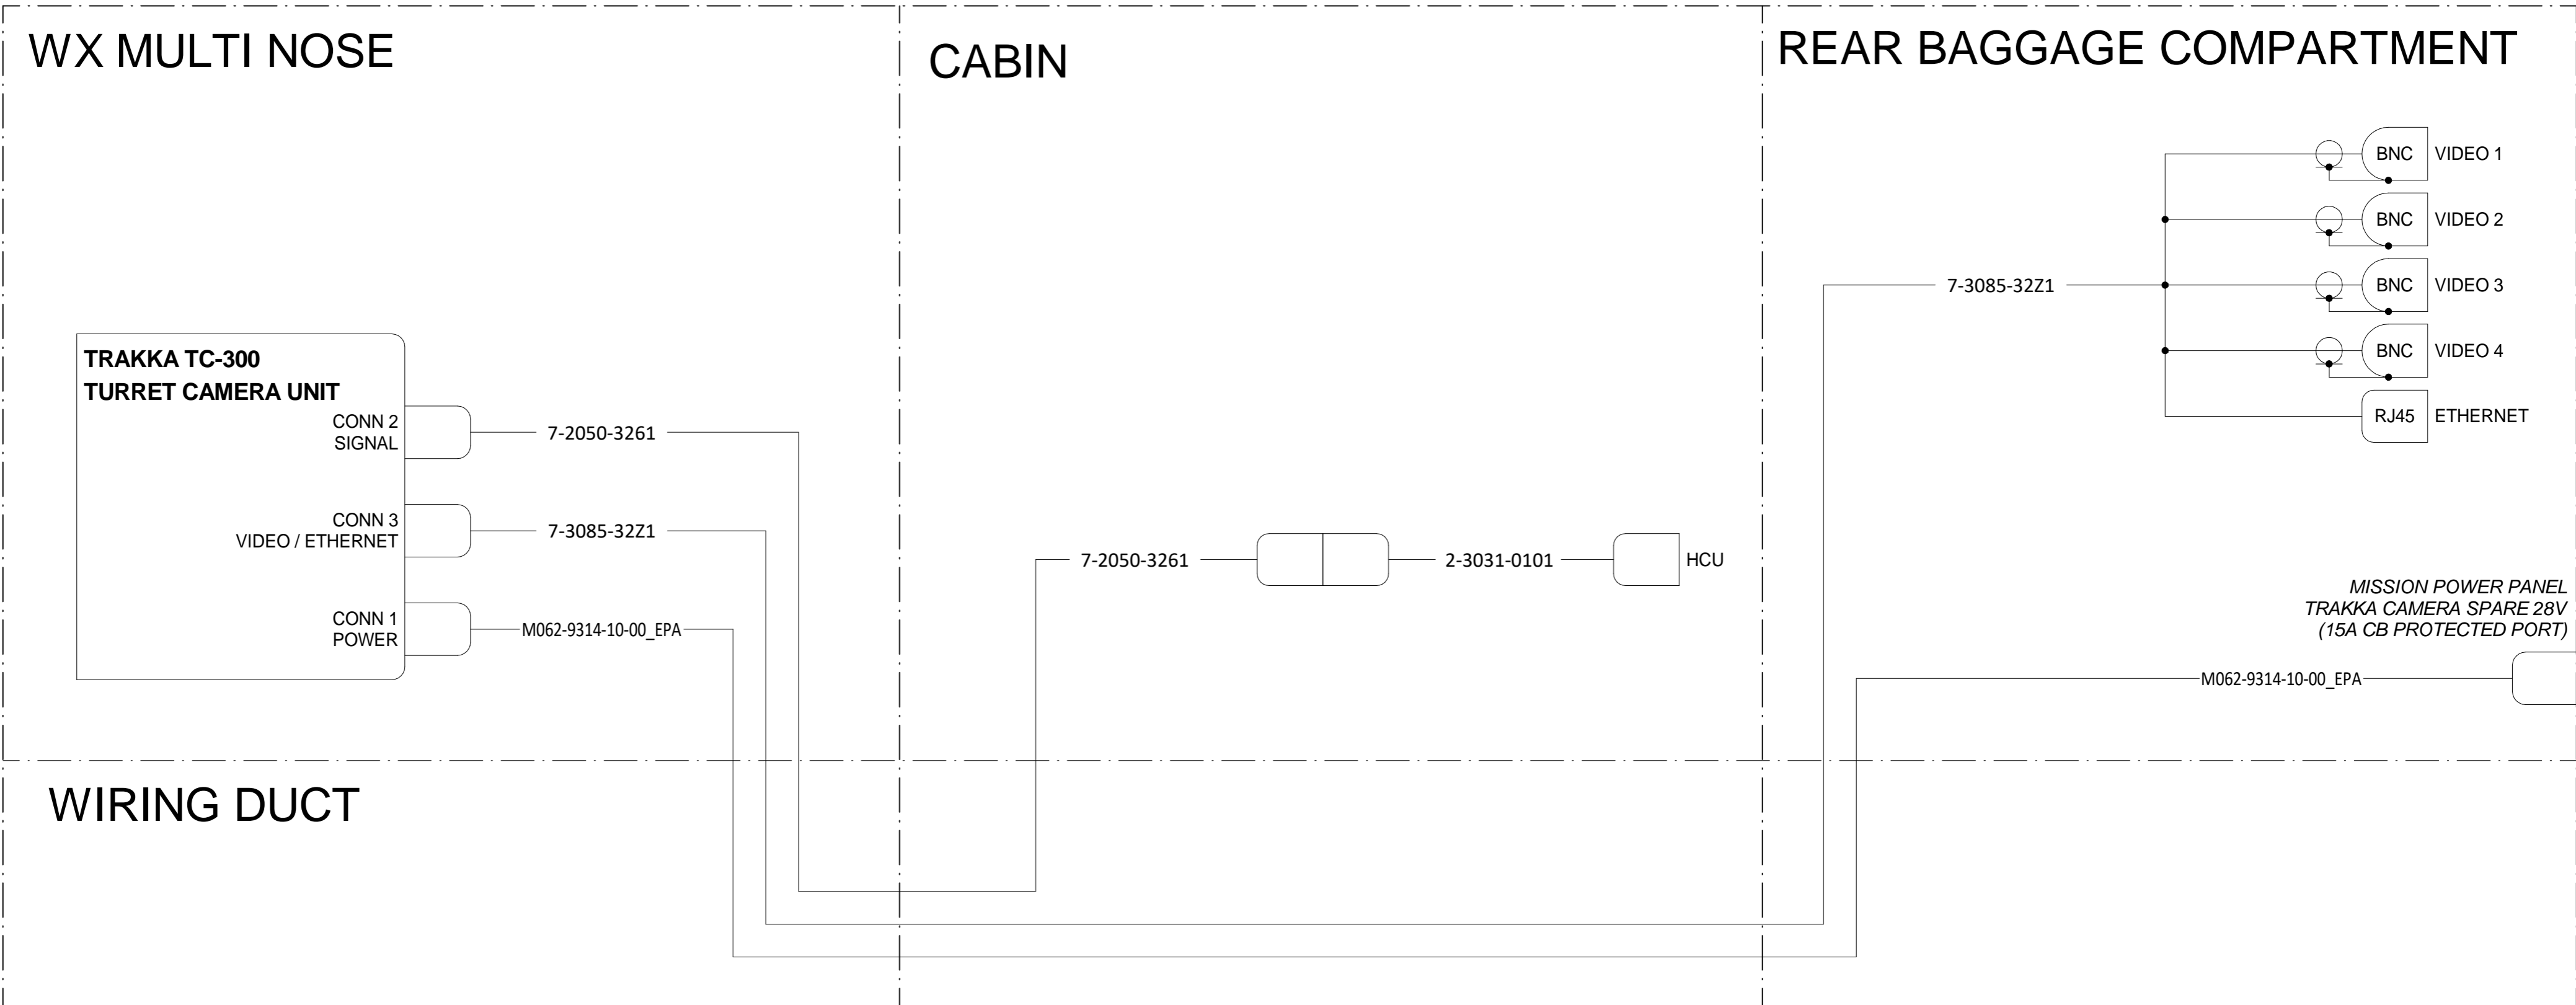 WX MULTI NOSE
CABIN
REAR BAGGAGE COMPARTMENT
BNC VIDEO 1
BNC VIDEO 2
7-3085-32Z1
BNC VIDEO 3
BNC VIDEO 4
RJ45 ETHERNET
TRAKKA TC-300
TURRET CAMERA UNIT
CONN 2
SIGNAL
7-2050-3261
CONN 3
VIDEO / ETHERNET
7-3085-32Z1
CONN 1
POWER
M062-9314-10-00_EPA
7-2050-3261
2-3031-0101
HCU
MISSION POWER PANEL
TRAKKA CAMERA SPARE 28V
(15A CB PROTECTED PORT)
M062-9314-10-00_EPA
WIRING DUCT